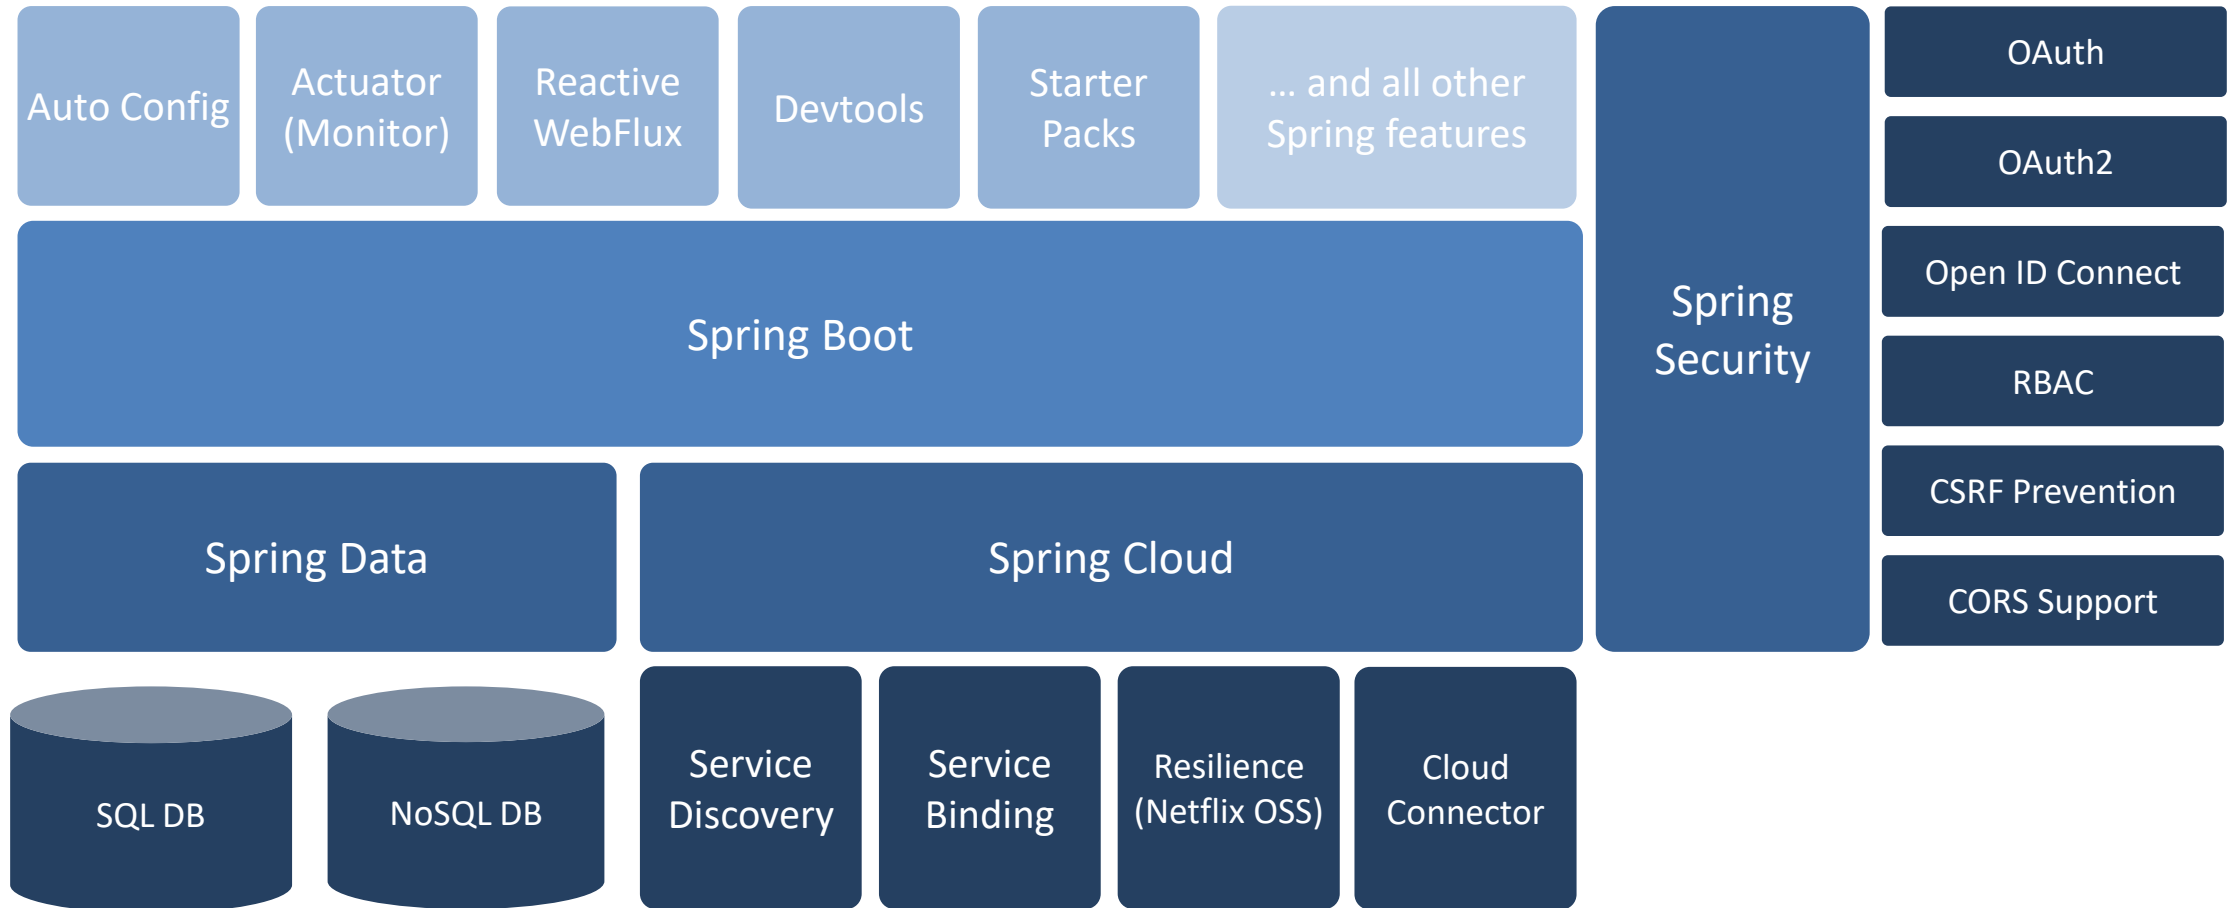 Auto Config
Actuator
(Monitor)
Reactive
WebFlux
Devtools
Starter
Packs
... and all other
Spring features
Spring Boot
Spring Data
Spring Cloud
SQL DB
NoSQL DB
Service
Discovery
Service
Binding
Resilience
(Netflix OSS)
Cloud
Connector
Spring
Security
OAuth
OAuth2
Open ID Connect
RBAC
CSRF Prevention
CORS Support